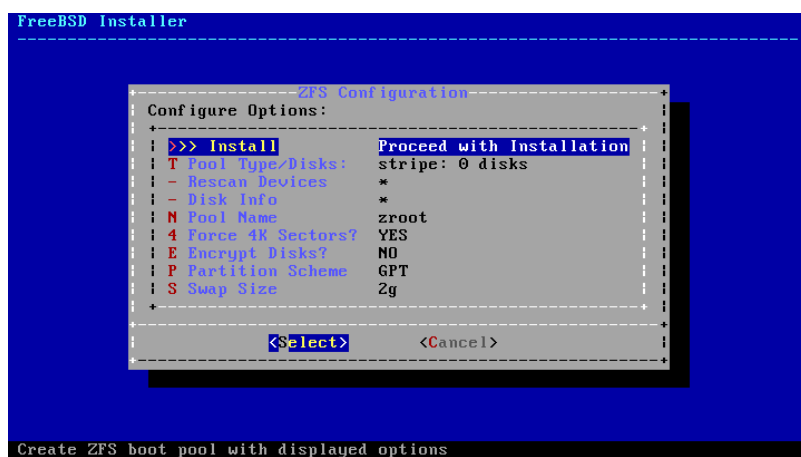 FreeBSD Installer
ZFS Configuration
Configure Options:
>>> Install Proceed with Installation
T Pool Type/Disks: stripe: 0 disks
- Rescan Devices *
- Disk Info *
N Pool Name zroot
4 Force 4K Sectors? YES
E Encrypt Disks? NO
P Partition Scheme GPT
S Swap Size 2g
<Select> <Cancel>
Create ZFS boot pool with displayed options